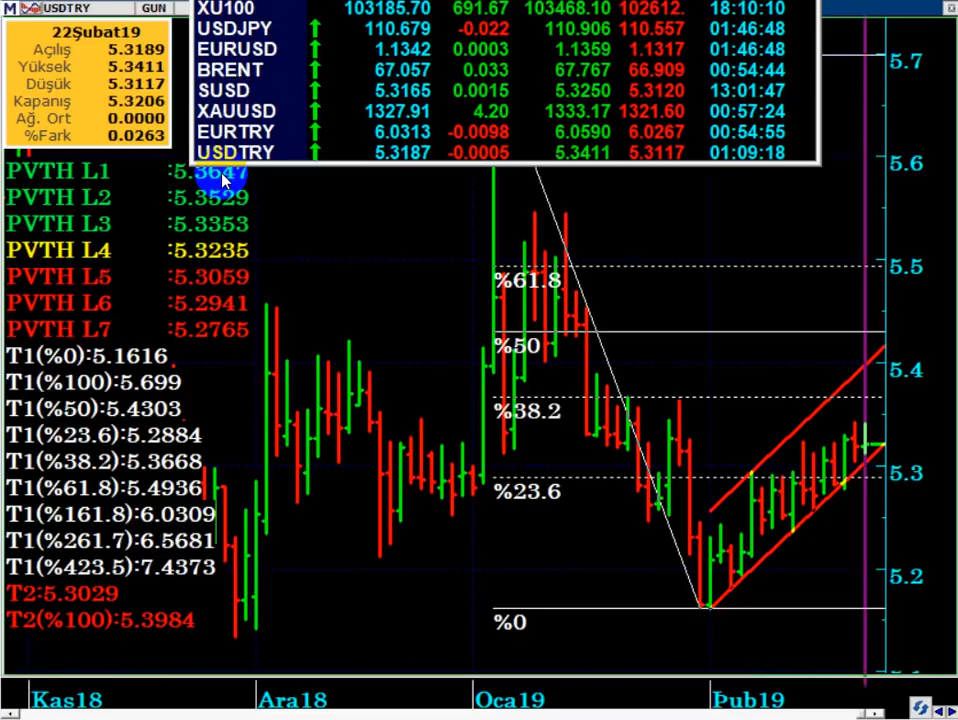 USDTRY GUN
22Şubat19
Açılış 5.3189
Yüksek 5.3411
Düşük 5.3117
Kapanış 5.3206
Ağ. Ort 0.0000
%Fark 0.0263
XU100 103185.70 691.67 103468.10 102612. 18:10:10
USDJPY 110.679 -0.022 110.906 110.557 01:46:48
EURUSD 1.1342 0.0003 1.1359 1.1317 01:46:48
BRENT 67.057 0.033 67.767 66.909 00:54:44
SUSD 5.3165 0.0015 5.3250 5.3120 13:01:47
XAUUSD 1327.91 4.20 1333.17 1321.60 00:57:24
EURTRY 6.0313 -0.0098 6.0590 6.0267 00:54:55
USDTRY 5.3187 -0.0005 5.3411 5.3117 01:09:18
PVTH L1 :5.3647
PVTH L2 :5.3529
PVTH L3 :5.3353
PVTH L4 :5.3235
PVTH L5 :5.3059
PVTH L6 :5.2941
PVTH L7 :5.2765
T1(%0):5.1616
T1(%100):5.699
T1(%50):5.4303
T1(%23.6):5.2884
T1(%38.2):5.3668
T1(%61.8):5.4936
T1(%161.8):6.0309
T1(%261.7):6.5681
T1(%423.5):7.4373
T2:5.3029
T2(%100):5.3984
%61.8
%50
%38.2
%23.6
%0
5.7
5.6
5.5
5.4
5.3
5.2
Kas18 Ara18 Oca19 Þub19